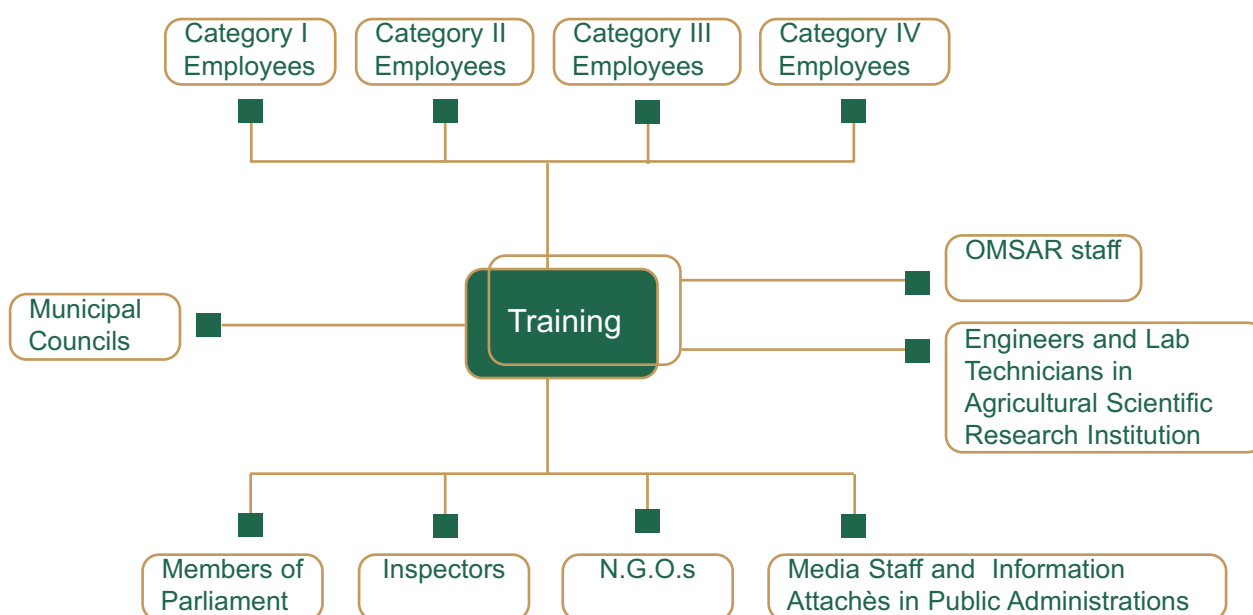 Category I
Employees
Category II
Employees
Category III
Employees
Category IV
Employees
OMSAR staff
Municipal
Councils
Training
Engineers and Lab
Technicians in
Agricultural Scientific
Research Institution
Members of
Parliament
Inspectors
N.G.O.s
Media Staff and  Information
Attachès in Public Administrations